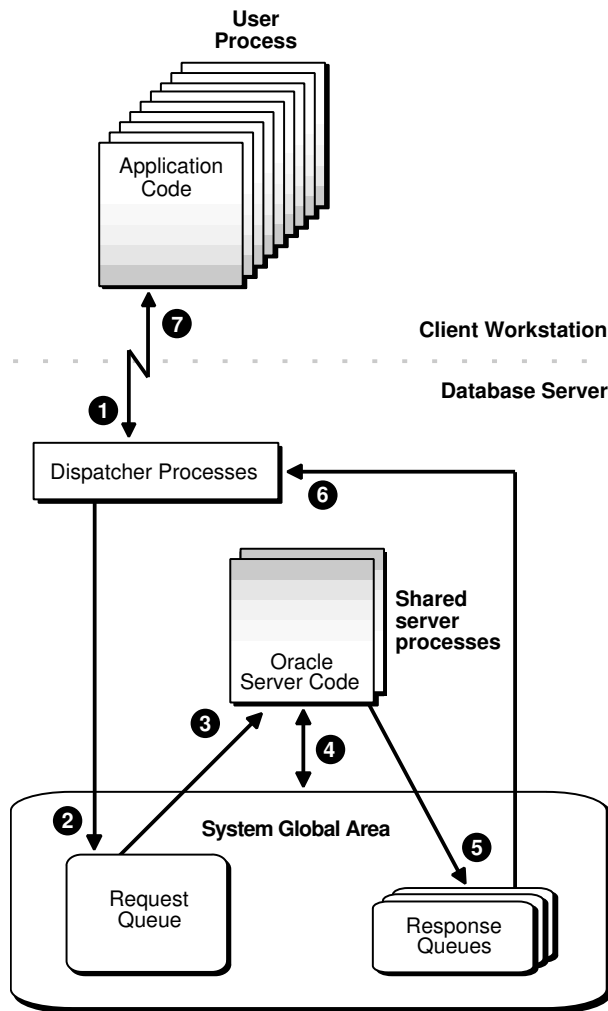 User
Process
Application
Code
7
Client Workstation
Database Server
1
Dispatcher Processes
6
Shared
server
processes
Oracle
Server Code
3
4
2
System Global Area
5
Request
Queue
Response
Queues